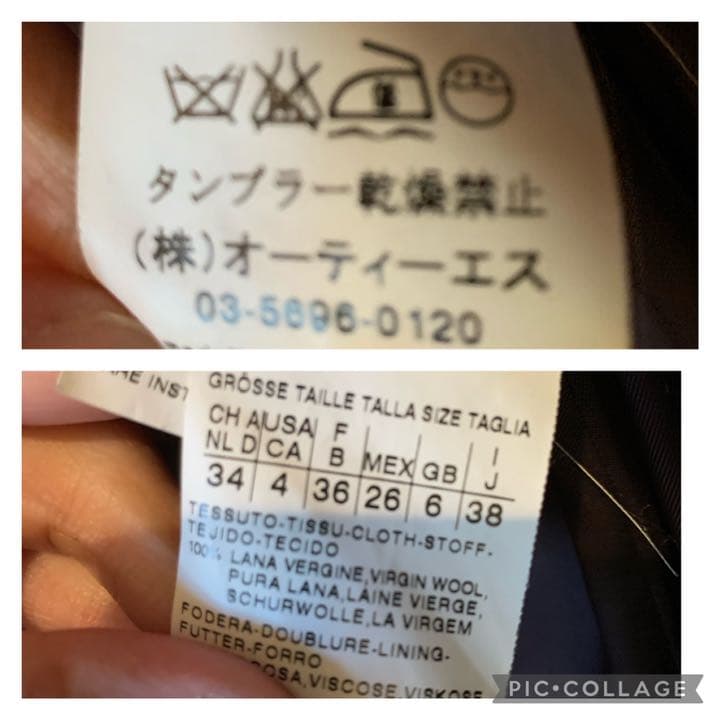 タンブラー乾燥禁止
(株)オーティーエス
03-5696-0120
GRÖSSE TAILLE TALLA SIZE TAGLIA
CH A USA F I
NL D CA B MEX GB J
34 4 36 26 6 38
TESSUTO-TISSU-CLOTH-STOFF-
TEJIDO-TECIDO
100% LANA VERGINE,VIRGIN WOOL,
PURA LANA,LAINE VIERGE,
SCHURWOLLE,LA VIRGEM
FODERA-DOUBLURE-LINING-
FUTTER-FORRO
VISCOSE,VISKOSE
PIC•COLLAGE